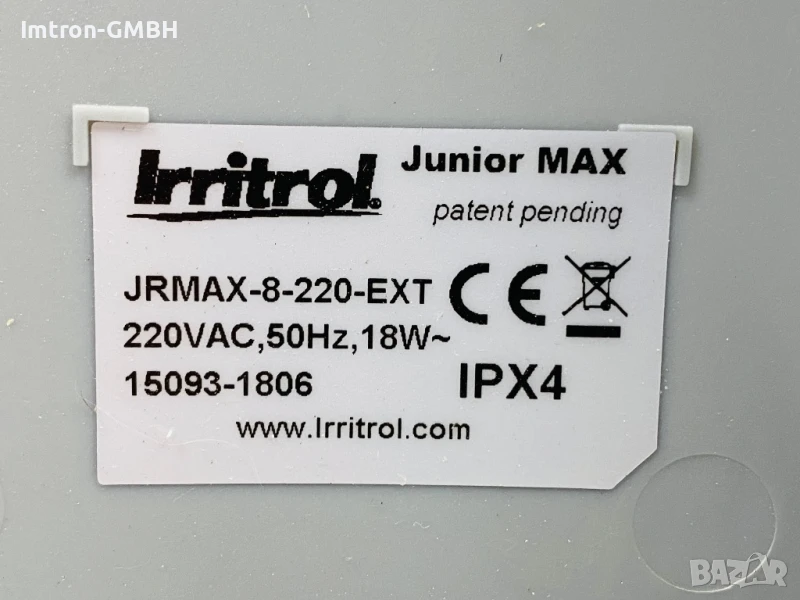 Imtron-GMBH
Irritrol®
Junior MAX
patent pending
JRMAX-8-220-EXT
220VAC,50Hz,18W~
15093-1806
IPX4
www.Irritrol.com
BAZAR